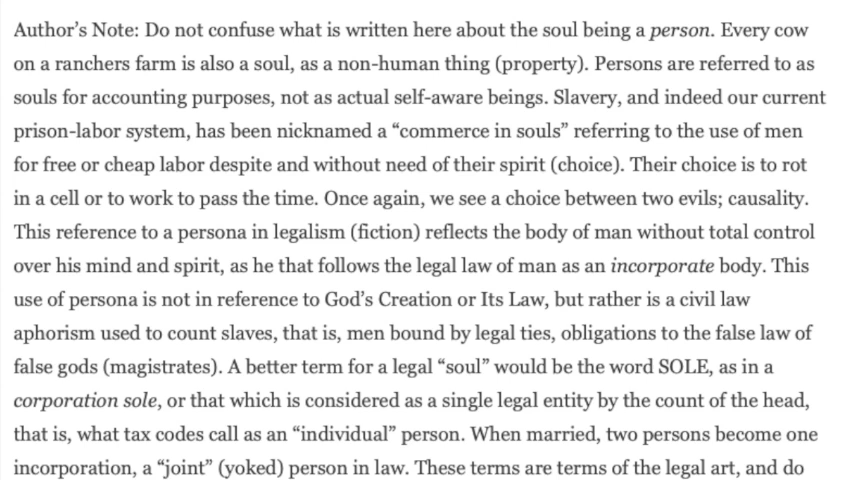 Author’s Note: Do not confuse what is written here about the soul being a person. Every cow
on a ranchers farm is also a soul, as a non-human thing (property). Persons are referred to as
souls for accounting purposes, not as actual self-aware beings. Slavery, and indeed our current
prison-labor system, has been nicknamed a “commerce in souls” referring to the use of men
for free or cheap labor despite and without need of their spirit (choice). Their choice is to rot
in a cell or to work to pass the time. Once again, we see a choice between two evils; causality.
This reference to a persona in legalism (fiction) reflects the body of man without total control
over his mind and spirit, as he that follows the legal law of man as an incorporate body. This
use of persona is not in reference to God’s Creation or Its Law, but rather is a civil law
aphorism used to count slaves, that is, men bound by legal ties, obligations to the false law of
false gods (magistrates). A better term for a legal “soul” would be the word SOLE, as in a
corporation sole, or that which is considered as a single legal entity by the count of the head,
that is, what tax codes call as an “individual” person. When married, two persons become one
incorporation, a “joint” (yoked) person in law. These terms are terms of the legal art, and do